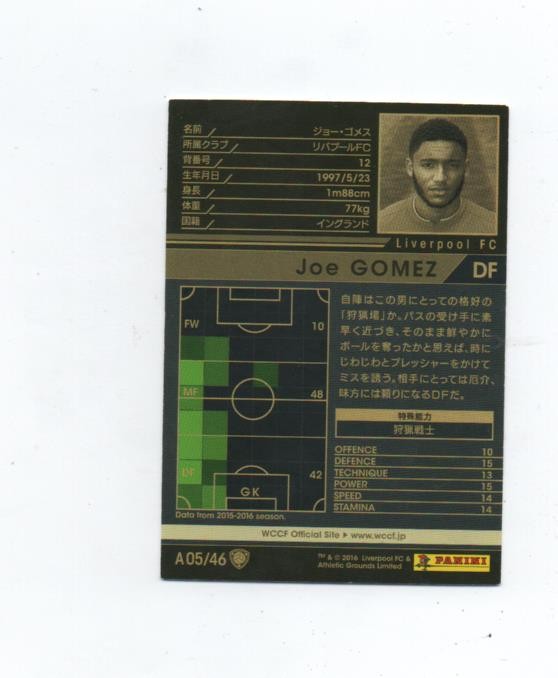 名前 ジョー・ゴメス
所属クラブ リバプールFC
背番号 12
生年月日 1997/5/23
身長 1m88cm
体重 77kg
国籍 イングランド
Liverpool FC
Joe GOMEZ DF
FW 10
MF 48
DF 42
GK
Data from 2015-2016 season.
自陣はこの男にとっての格好の
「狩猟場」か。パスの受け手に素
早く近づき、そのまま鮮やかに
ボールを奪ったかと思えば、時に
じわじわとプレッシャーをかけて
ミスを誘う。相手にとっては厄介、
味方には頼りになるDFだ。
特殊能力
狩猟戦士
OFFENCE 10
DEFENCE 15
TECHNIQUE 13
POWER 15
SPEED 14
STAMINA 14
WCCF Official Site ▶ www.wccf.jp
A05/46
™ & © 2016 Liverpool FC &
Athletic Grounds Limited
PANINI